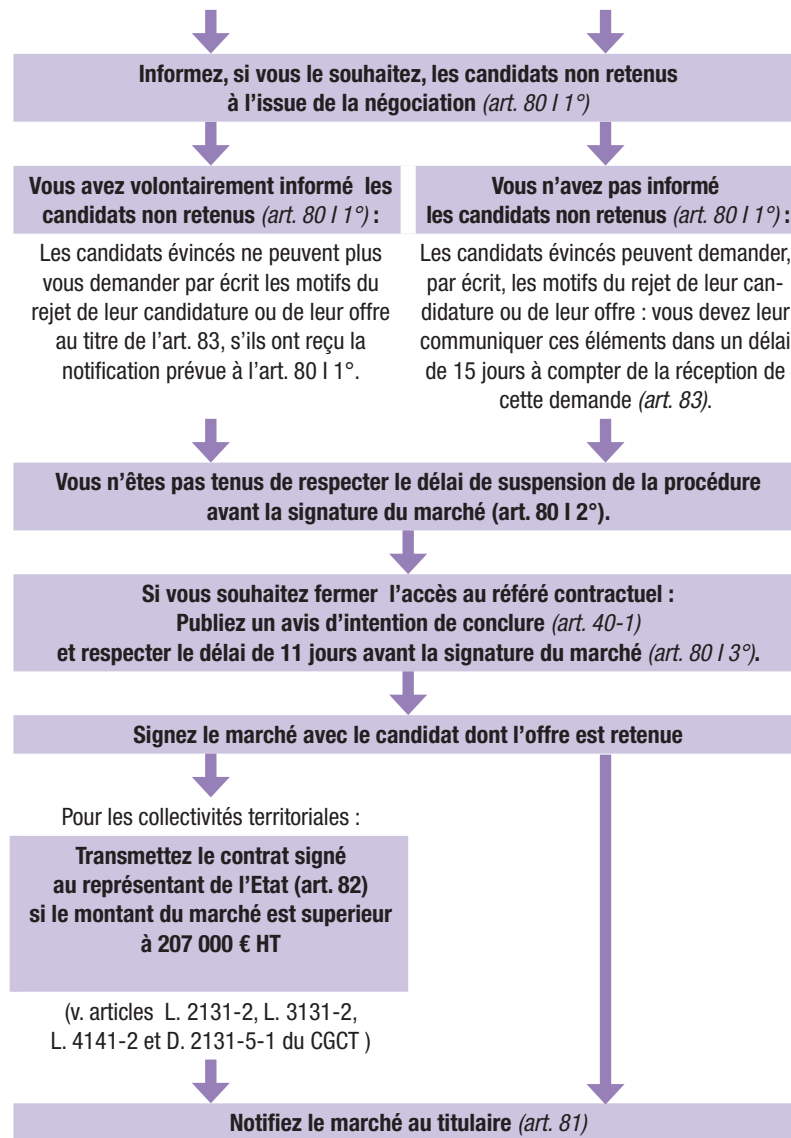 Informez, si vous le souhaitez, les candidats non retenus
à l'issue de la négociation (art. 80 I 1°)
Vous avez volontairement informé les
candidats non retenus (art. 80 I 1°) :
Les candidats évincés ne peuvent plus
vous demander par écrit les motifs du
rejet de leur candidature ou de leur offre
au titre de l'art. 83, s'ils ont reçu la
notification prévue à l'art. 80 I 1°.
Vous n'avez pas informé
les candidats non retenus (art. 80 I 1°) :
Les candidats évincés peuvent demander,
par écrit, les motifs du rejet de leur can-
didature ou de leur offre : vous devez leur
communiquer ces éléments dans un délai
de 15 jours à compter de la réception de
cette demande (art. 83).
Vous n'êtes pas tenus de respecter le délai de suspension de la procédure
avant la signature du marché (art. 80 I 2°).
Si vous souhaitez fermer l'accès au référé contractuel :
Publiez un avis d'intention de conclure (art. 40-1)
et respecter le délai de 11 jours avant la signature du marché (art. 80 I 3°).
Signez le marché avec le candidat dont l'offre est retenue
Pour les collectivités territoriales :
Transmettez le contrat signé
au représentant de l'Etat (art. 82)
si le montant du marché est superieur
à 207 000 € HT
(v. articles L. 2131-2, L. 3131-2,
L. 4141-2 et D. 2131-5-1 du CGCT )
Notifiez le marché au titulaire (art. 81)